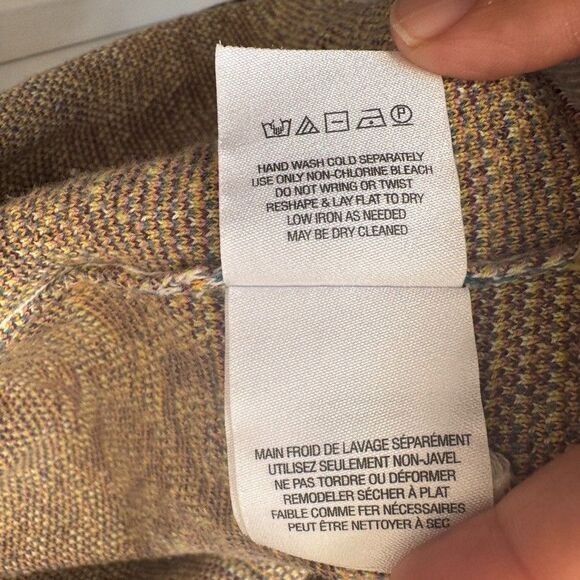 P
HAND WASH COLD SEPARATELY
USE ONLY NON-CHLORINE BLEACH
DO NOT WRING OR TWIST
RESHAPE & LAY FLAT TO DRY
LOW IRON AS NEEDED
MAY BE DRY CLEANED
MAIN FROID DE LAVAGE SÉPARÉMENT
UTILISEZ SEULEMENT NON-JAVEL
NE PAS TORDRE OU DÉFORMER
REMODELER SÉCHER À PLAT
FAIBLE COMME FER NÉCESSAIRES
PEUT ÊTRE NETTOYER À SEC